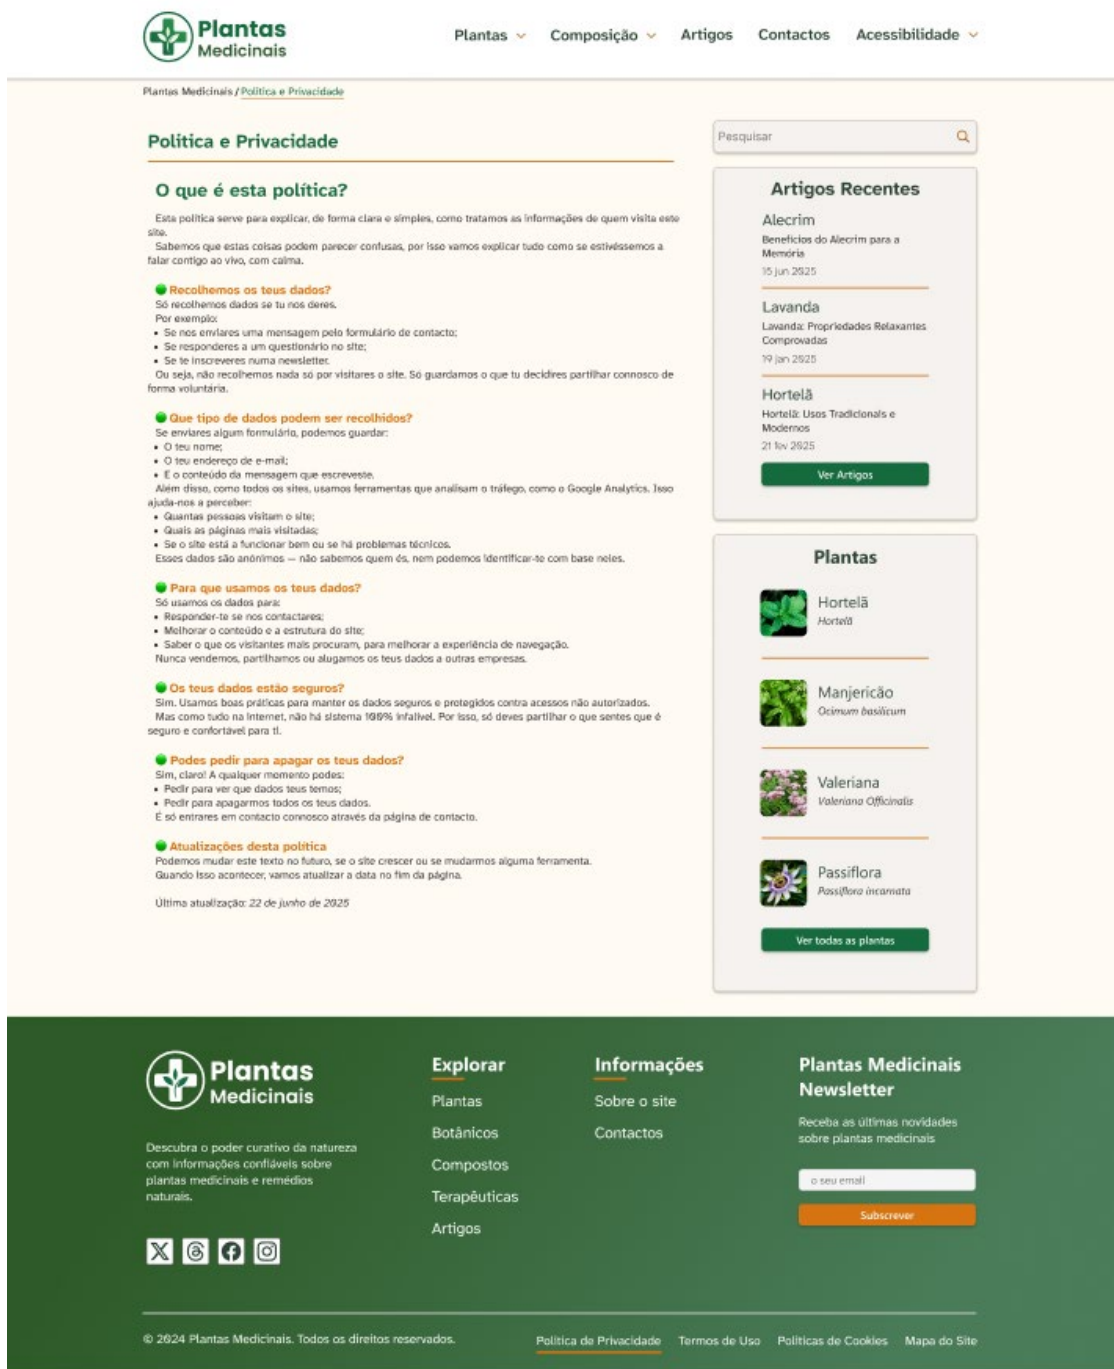 Plantas
Medicinais
Plantas
Composição
Artigos
Contactos
Acessibilidade
Plantas Medicinais / Política e Privacidade
Política e Privacidade
O que é esta política?
Esta política serve para explicar, de forma clara e simples, como tratamos as informações de quem visita este
site.
Sabemos que estas coisas podem parecer confusas, por isso vamos explicar tudo como se estivéssemos a
falar contigo ao vivo, com calma.
Recolhemos os teus dados?
Só recolhemos dados se tu nos deres.
Por exemplo:
• Se nos enviares uma mensagem pelo formulário de contacto;
• Se responderes a um questionário no site;
• Se te inscreveres numa newsletter.
Ou seja, não recolhemos nada só por visitares o site. Só guardamos o que tu decidires partilhar connosco de
forma voluntária.
Que tipo de dados podem ser recolhidos?
Se enviares algum formulário, podemos guardar:
• O teu nome;
• O teu endereço de e-mail;
• E o conteúdo da mensagem que escreveste.
Além disso, como todos os sites, usamos ferramentas que analisam o tráfego, como o Google Analytics. Isso
ajuda-nos a perceber:
• Quantas pessoas visitam o site;
• Quais as páginas mais visitadas;
• Se o site está a funcionar bem ou se há problemas técnicos.
Esses dados são anónimos — não sabemos quem és, nem podemos identificar-te com base neles.
Para que usamos os teus dados?
Só usamos os dados para:
• Responder-te se nos contactares;
• Melhorar o conteúdo e a estrutura do site;
• Saber o que os visitantes mais procuram, para melhorar a experiência de navegação.
Nunca vendemos, partilhamos ou alugamos os teus dados a outras empresas.
Os teus dados estão seguros?
Sim. Usamos boas práticas para manter os dados seguros e protegidos contra acessos não autorizados.
Mas como tudo na internet, não há sistema 100% infalível. Por isso, só deves partilhar o que sentes que é
seguro e confortável para ti.
Podes pedir para apagar os teus dados?
Sim, claro! A qualquer momento podes:
• Pedir para ver que dados teus temos;
• Pedir para apagarmos todos os teus dados.
É só entrares em contacto connosco através da página de contacto.
Atualizações desta política
Podemos mudar este texto no futuro, se o site crescer ou se mudarmos alguma ferramenta.
Quando isso acontecer, vamos atualizar a data no fim da página.
Última atualização: 22 de junho de 2025
Pesquisar
Artigos Recentes
Alecrim
Benefícios do Alecrim para a
Memória
15 jun 2025
Lavanda
Lavanda: Propriedades Relaxantes
Comprovadas
19 jan 2025
Hortelã
Hortelã: Usos Tradicionais e
Modernos
21 fev 2025
Ver Artigos
Plantas
Hortelã
Hortelã
Manjericão
Ocimum basilicum
Valeriana
Valeriana Officinalis
Passiflora
Passiflora incarnata
Ver todas as plantas
Plantas
Medicinais
Descubra o poder curativo da natureza
com informações confiáveis sobre
plantas medicinais e remédios
naturais.
Explorar
Plantas
Botânicos
Compostos
Terapêuticas
Artigos
Informações
Sobre o site
Contactos
Plantas Medicinais
Newsletter
Receba as últimas novidades
sobre plantas medicinais
o seu email
Subscrever
© 2024 Plantas Medicinais. Todos os direitos reservados.
Política de Privacidade
Termos de Uso
Políticas de Cookies
Mapa do Site